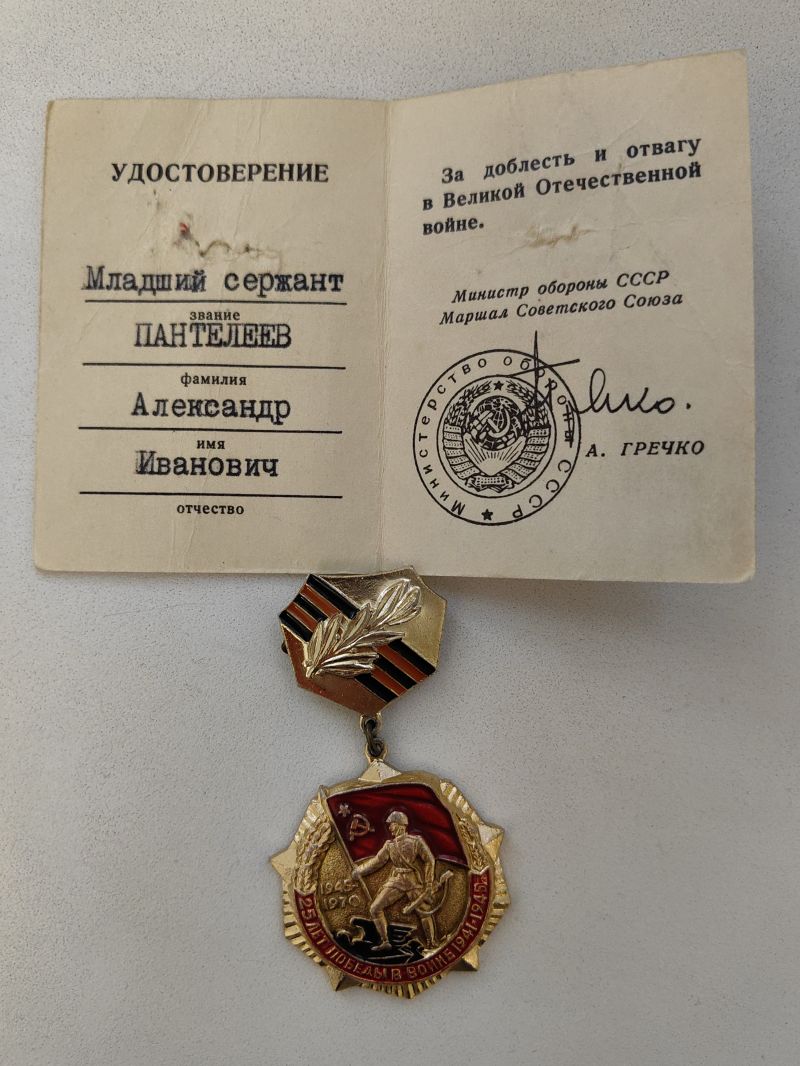 УДОСТОВЕРЕНИЕ
Младший сержант
звание
ПАНТЕЛЕЕВ
фамилия
Александр
имя
Иванович
отчество
За доблесть и отвагу
в Великой Отечественной
войне.
Министр обороны СССР
Маршал Советского Союза
Министерство обороны СССР
А. ГРЕЧКО
1945-
1970
25 ЛЕТ ПОБЕДЫ В ВОЙНЕ 1941-1945г.